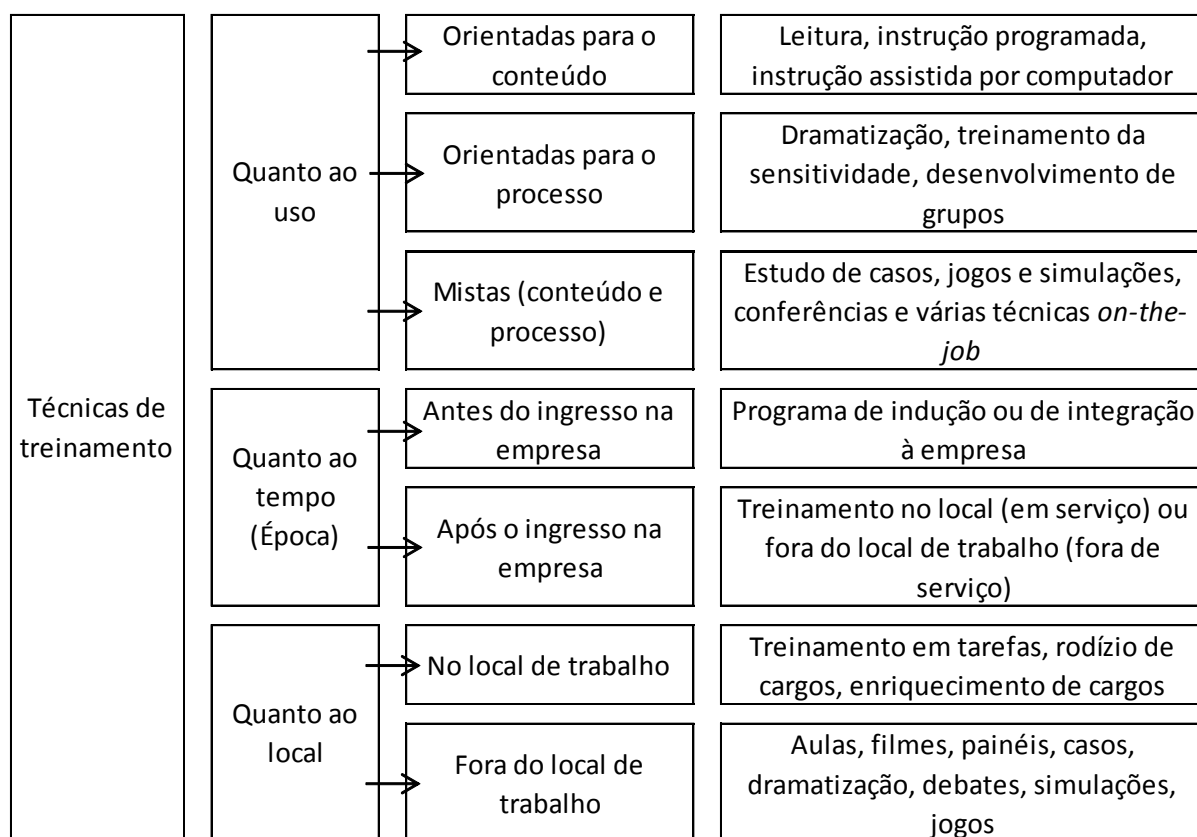 Técnicas de
treinamento
Quanto ao
uso
Orientadas para o
conteúdo
Leitura, instrução programada,
instrução assistida por computador
Orientadas para o
processo
Dramatização, treinamento da
sensitividade, desenvolvimento de
grupos
Mistas (conteúdo e
processo)
Estudo de casos, jogos e simulações,
conferências e várias técnicas on-the-
job
Quanto ao
tempo
(Época)
Antes do ingresso na
empresa
Programa de indução ou de integração
à empresa
Após o ingresso na
empresa
Treinamento no local (em serviço) ou
fora do local de trabalho (fora de
serviço)
Quanto ao
local
No local de trabalho
Treinamento em tarefas, rodízio de
cargos, enriquecimento de cargos
Fora do local de
trabalho
Aulas, filmes, painéis, casos,
dramatização, debates, simulações,
jogos